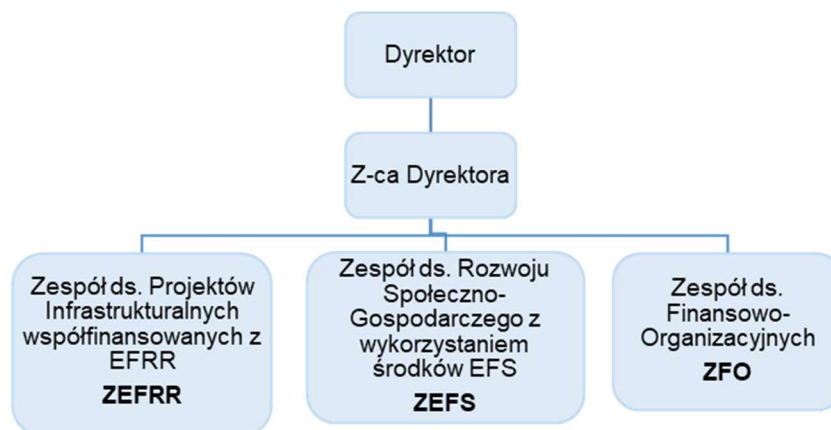 Dyrektor
Z-ca Dyrektora
Zespół ds. Projektów
Infrastrukturalnych
współfinansowanych z
EFRR
ZEFRR
Zespół ds. Rozwoju
Społeczno-
Gospodarczego z
wykorzystaniem
środków EFS
ZEFS
Zespół ds.
Finansowo-
Organizacyjnych
ZFO